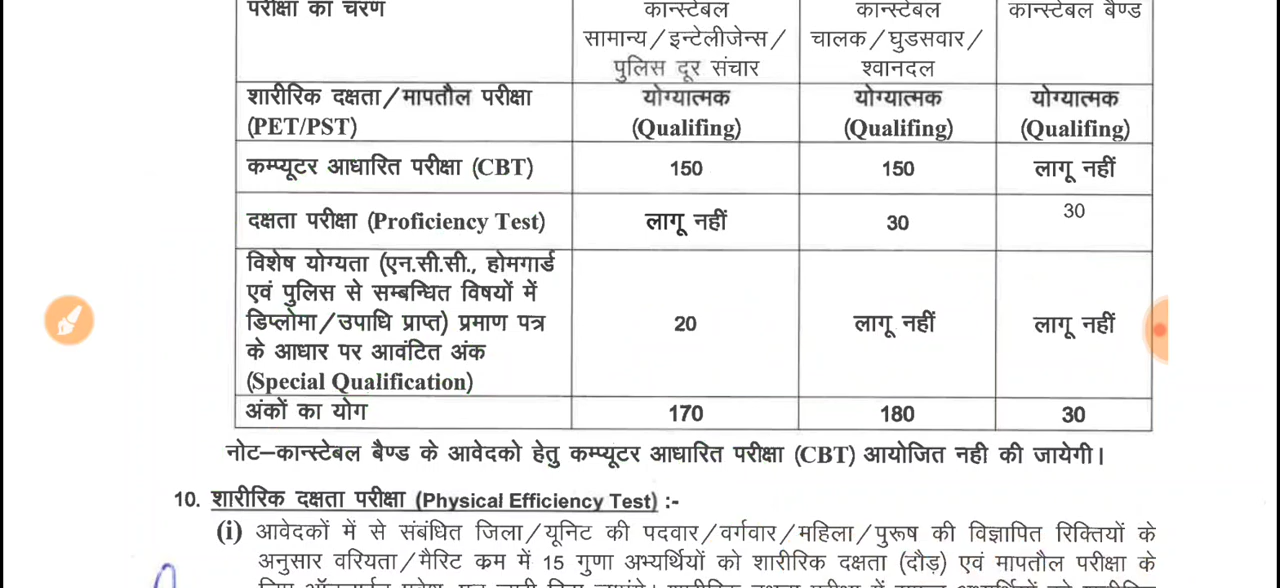 परीक्षा का चरण
कान्स्टेबल
सामान्य/इन्टेलीजेन्स/
पुलिस दूर संचार
कान्स्टेबल
चालक/घुडसवार/
श्वानदल
कान्स्टेबल बैण्ड
शारीरिक दक्षता/मापतौल परीक्षा
(PET/PST)
योग्यात्मक
(Qualifing)
योग्यात्मक
(Qualifing)
योग्यात्मक
(Qualifing)
कम्प्यूटर आधारित परीक्षा (CBT)
150
150
लागू नहीं
दक्षता परीक्षा (Proficiency Test)
लागू नहीं
30
30
विशेष योग्यता (एन.सी.सी., होमगार्ड
एवं पुलिस से सम्बन्धित विषयों में
डिप्लोमा/उपाधि प्राप्त) प्रमाण पत्र
के आधार पर आवंटित अंक
(Special Qualification)
20
लागू नहीं
लागू नहीं
अंकों का योग
170
180
30
नोट–कान्स्टेबल बैण्ड के आवेदको हेतु कम्प्यूटर आधारित परीक्षा (CBT) आयोजित नही की जायेगी।
10. शारीरिक दक्षता परीक्षा (Physical Efficiency Test) :-
(i) आवेदकों में से संबंधित जिला/यूनिट की पदवार/वर्गवार/महिला/पुरूष की विज्ञापित रिक्तियों के
अनुसार वरियता/मैरिट क्रम में 15 गुणा अभ्यर्थियों को शारीरिक दक्षता (दौड़) एवं मापतौल परीक्षा के